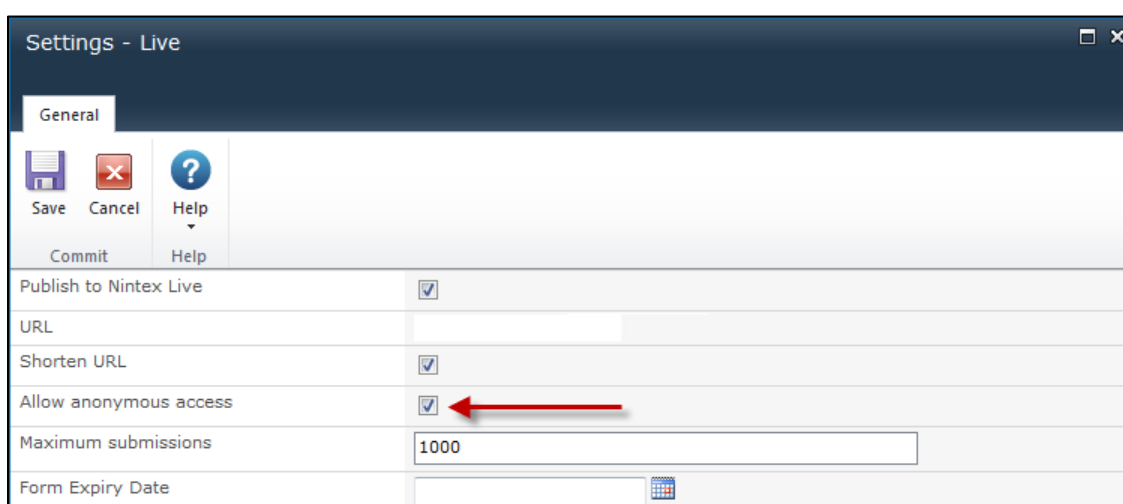 Settings - Live
General
Save Cancel Help
Commit Help
Publish to Nintex Live
URL
Shorten URL
Allow anonymous access
Maximum submissions 1000
Form Expiry Date